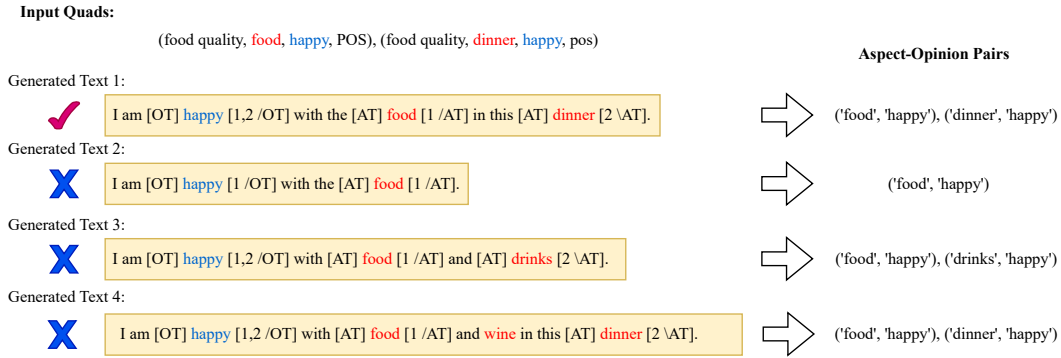 Input Quads:
(food quality, food, happy, POS), (food quality, dinner, happy, pos)
Aspect-Opinion Pairs
Generated Text 1:
I am [OT] happy [1,2 /OT] with the [AT] food [1 /AT] in this [AT] dinner [2 \AT].
('food', 'happy'), ('dinner', 'happy')
Generated Text 2:
I am [OT] happy [1 /OT] with the [AT] food [1 /AT].
('food', 'happy')
Generated Text 3:
I am [OT] happy [1,2 /OT] with [AT] food [1 /AT] and [AT] drinks [2 \AT].
('food', 'happy'), ('drinks', 'happy')
Generated Text 4:
I am [OT] happy [1,2 /OT] with [AT] food [1 /AT] and wine in this [AT] dinner [2 \AT].
('food', 'happy'), ('dinner', 'happy')